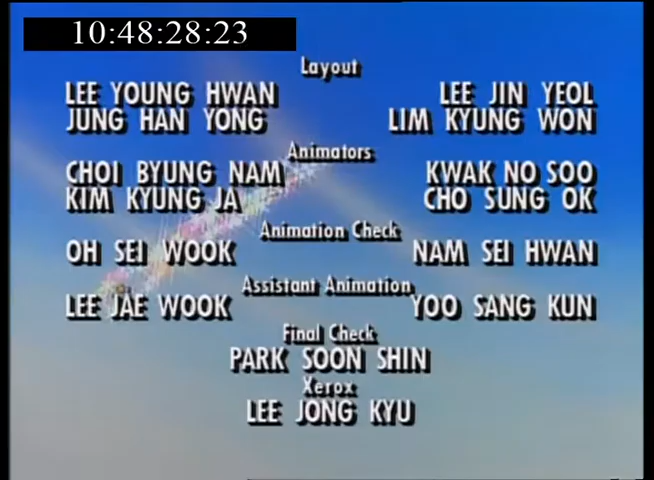 10:48:28:23
Layout
LEE YOUNG HWAN LEE JIN YEOL
JUNG HAN YONG LIM KYUNG WON
Animators
CHOI BYUNG NAM KWAK NO SOO
KIM KYUNG JA CHO SUNG OK
Animation Check
OH SEI WOOK NAM SEI HWAN
Assistant Animation
LEE JAE WOOK YOO SANG KUN
Final Check
PARK SOON SHIN
Xerox
LEE JONG KYU